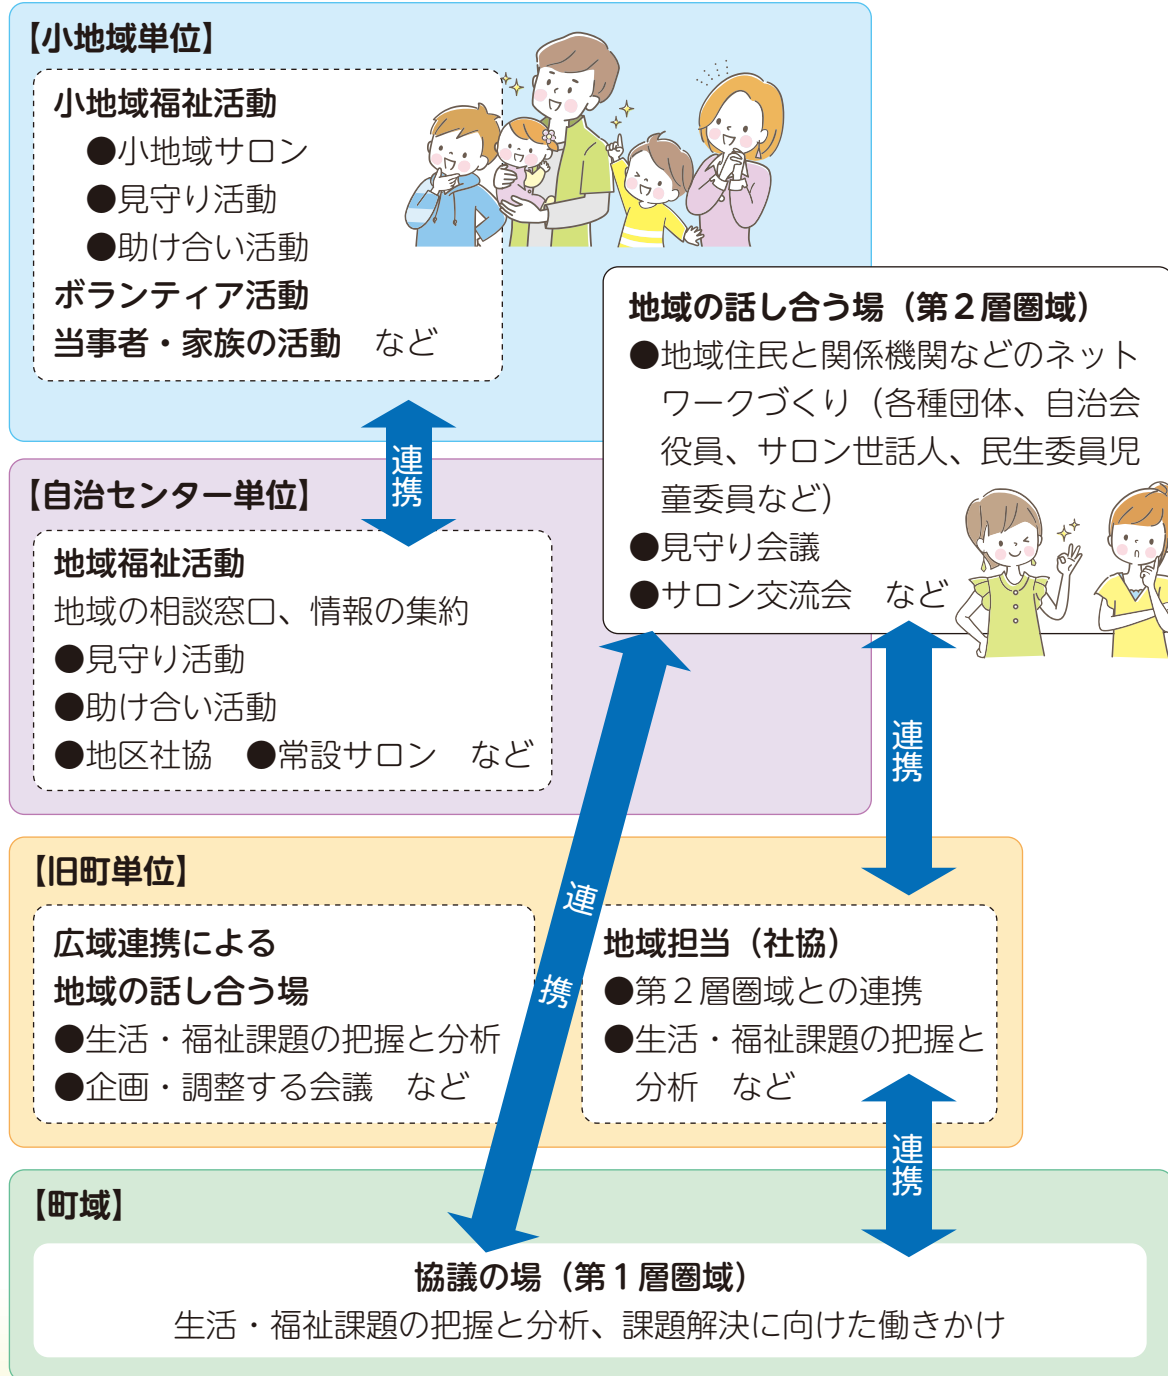 【小地域単位】
小地域福祉活動
●小地域サロン
●見守り活動
●助け合い活動
ボランティア活動
当事者・家族の活動　など
連携
地域の話し合う場（第２層圏域）
●地域住民と関係機関などのネット
ワークづくり（各種団体、自治会
役員、サロン世話人、民生委員児
童委員など）
●見守り会議
●サロン交流会　など
【自治センター単位】
地域福祉活動
地域の相談窓口、情報の集約
●見守り活動
●助け合い活動
●地区社協　●常設サロン　など
連携
連携
【旧町単位】
広域連携による
地域の話し合う場
●生活・福祉課題の把握と分析
●企画・調整する会議　など
地域担当（社協）
●第２層圏域との連携
●生活・福祉課題の把握と
分析　など
連携
【町域】
協議の場（第１層圏域）
生活・福祉課題の把握と分析、課題解決に向けた働きかけ